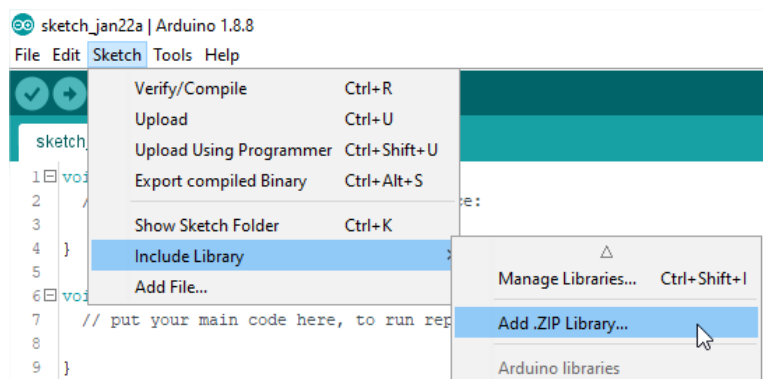 sketch_jan22a | Arduino 1.8.8
File Edit Sketch Tools Help
Verify/Compile Ctrl+R
Upload Ctrl+U
sketch_
Upload Using Programmer Ctrl+Shift+U
1 voi
Export compiled Binary Ctrl+Alt+S
2 / e:
3 Show Sketch Folder Ctrl+K
4 } Include Library
5
Add File...
6 voi
7 // put your main code here, to run rep
8
9 }
Manage Libraries... Ctrl+Shift+I
Add .ZIP Library...
Arduino libraries